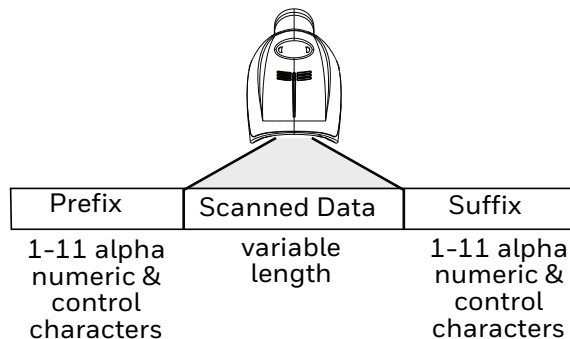 Prefix
Scanned Data
Suffix
1-11 alpha
numeric &
control
characters
variable
length
1-11 alpha
numeric &
control
characters